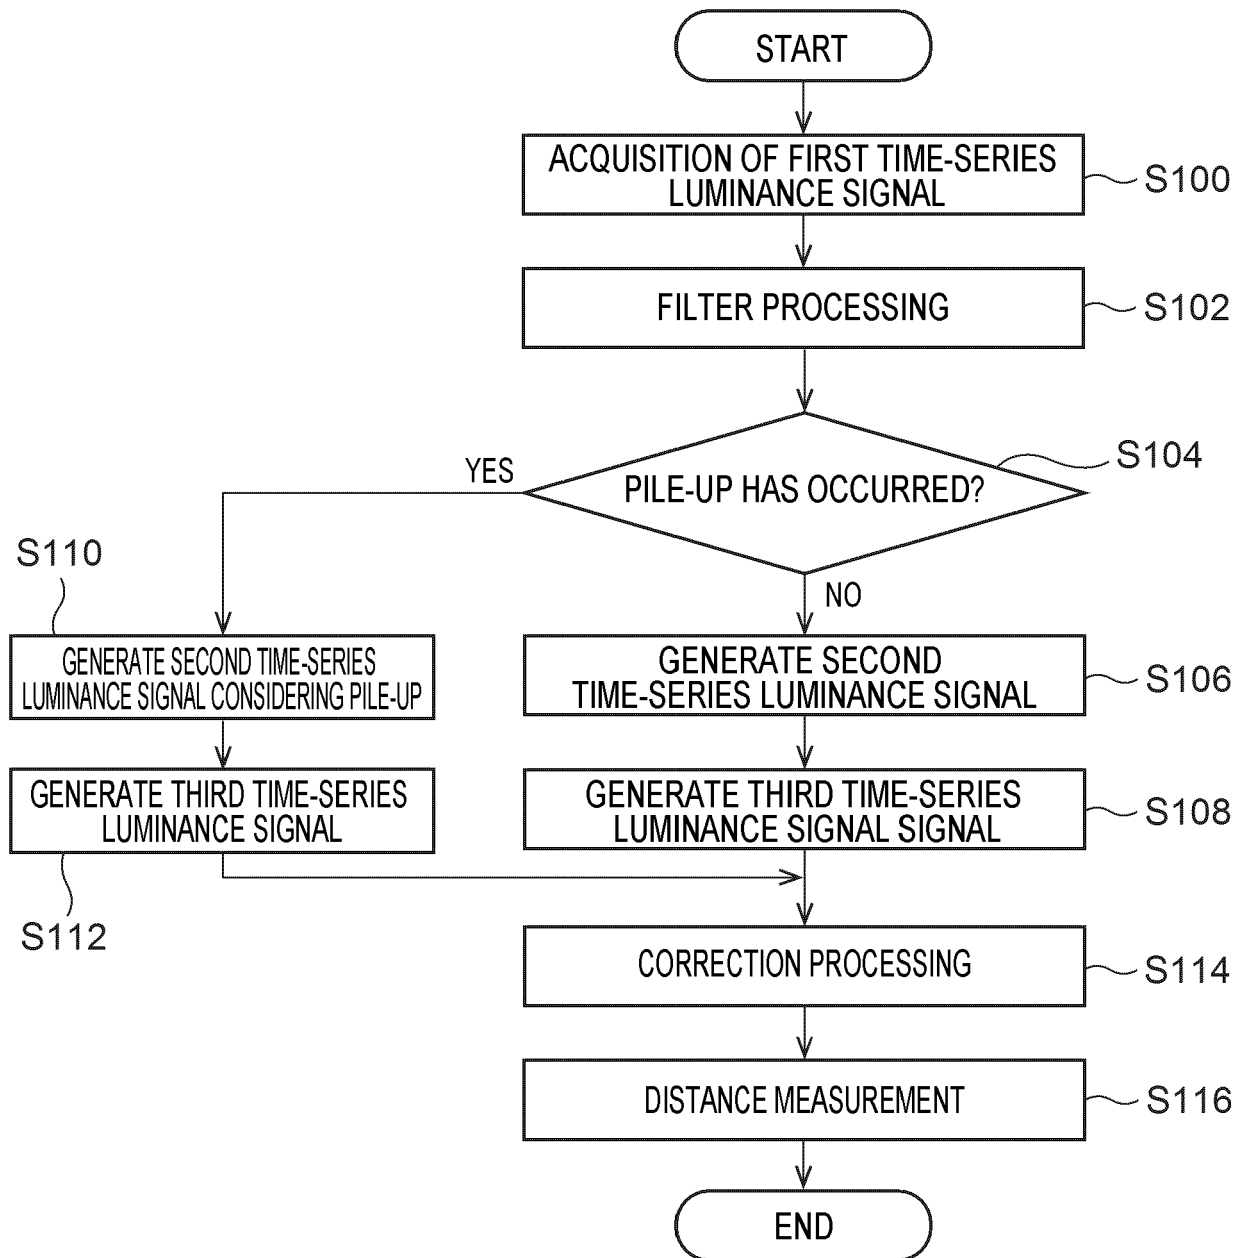 START
ACQUISITION OF FIRST TIME-SERIES
LUMINANCE SIGNAL
S100
FILTER PROCESSING
S102
PILE-UP HAS OCCURRED?
S104
YES
NO
S110
GENERATE SECOND TIME-SERIES
LUMINANCE SIGNAL CONSIDERING PILE-UP
GENERATE SECOND
TIME-SERIES LUMINANCE SIGNAL
S106
GENERATE THIRD TIME-SERIES
LUMINANCE SIGNAL
S112
GENERATE THIRD TIME-SERIES
LUMINANCE SIGNAL SIGNAL
S108
CORRECTION PROCESSING
S114
DISTANCE MEASUREMENT
S116
END